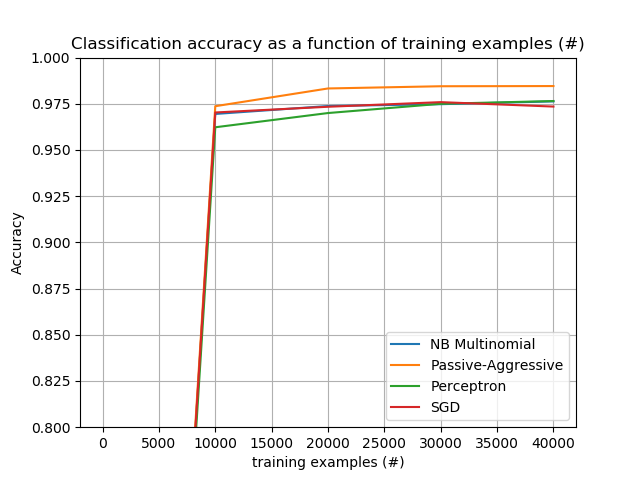 Classification accuracy as a function of training examples (#)
1.000
0.975
0.950
0.925
0.900
0.875
0.850
0.825
0.800
Accuracy
NB Multinomial
Passive-Aggressive
Perceptron
SGD
0 5000 10000 15000 20000 25000 30000 35000 40000
training examples (#)